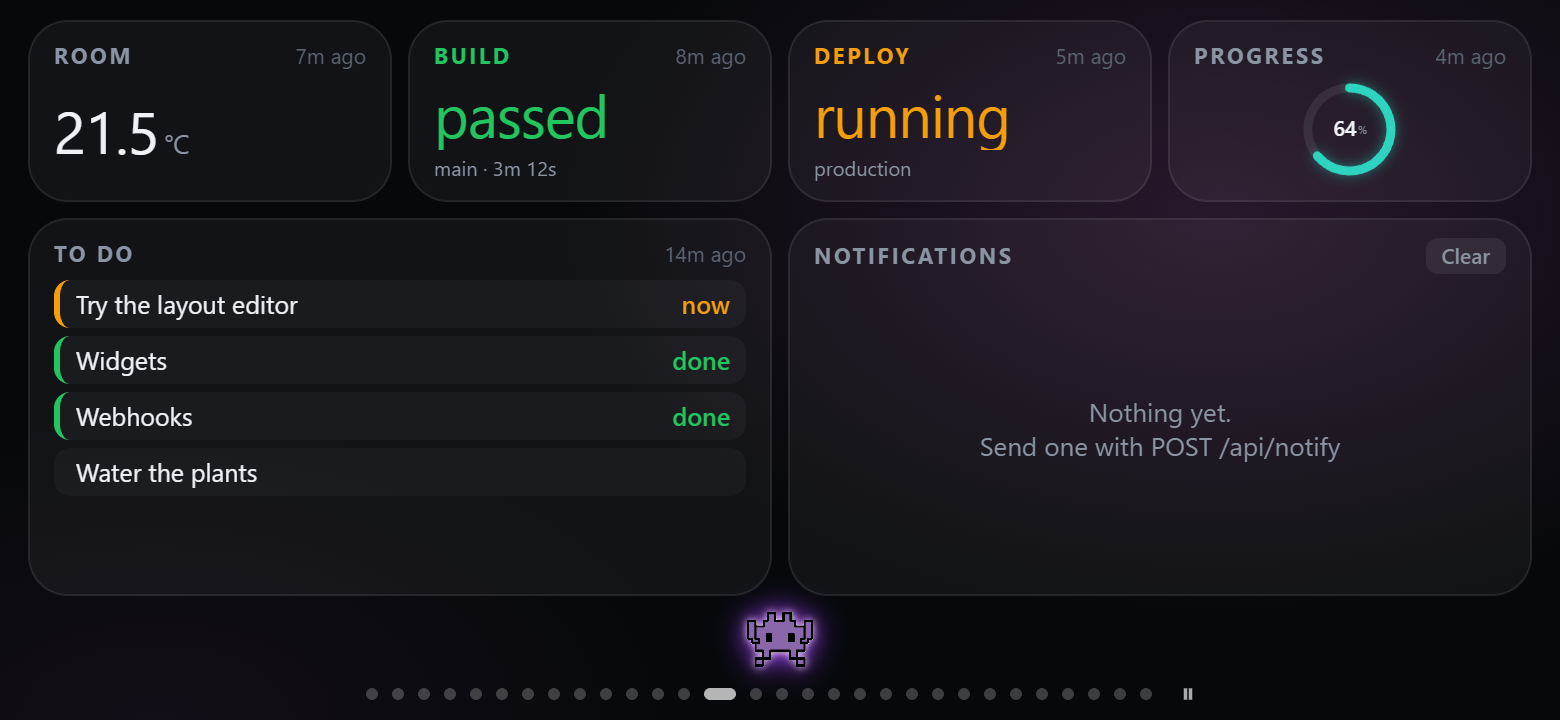 ROOM 7m ago
21.5 °C
BUILD 8m ago
passed
main · 3m 12s
DEPLOY 5m ago
running
production
PROGRESS 4m ago
64%
TO DO 14m ago
Try the layout editor now
Widgets done
Webhooks done
Water the plants
NOTIFICATIONS Clear
Nothing yet.
Send one with POST /api/notify